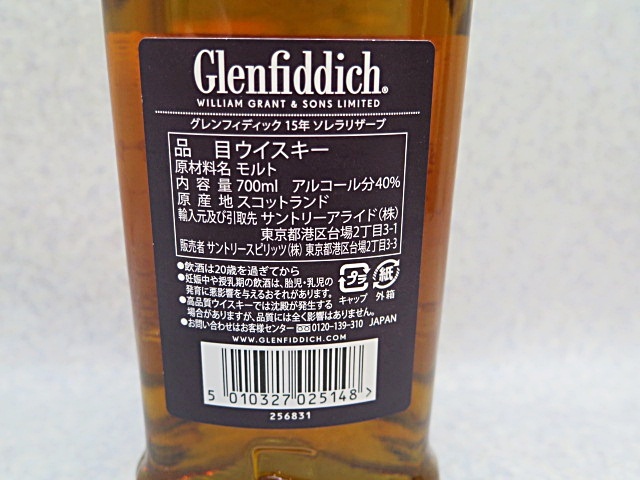 Glenfiddich®
WILLIAM GRANT & SONS LIMITED
グレンフィディック 15年 ソレラリザーブ
品 目 ウイスキー
原材料名 モルト
内 容 量 700ml アルコール分40%
原 産 地 スコットランド
輸入元及び引取先 サントリーアライド(株)
東京都港区台場2丁目3-1
販売者 サントリースピリッツ(株) 東京都港区台場2丁目3-3
●飲酒は20歳を過ぎてから
●妊娠中や授乳期の飲酒は、胎児・乳児の
発育に悪影響を与えるおそれがあります。
●高品質ウイスキーでは沈殿が発生する
場合がありますが、品質には全く影響はありません。
●お問い合わせはお客様センター 0120-139-310 JAPAN
プラ
キャップ
紙
外箱
WWW.GLENFIDDICH.COM
5 010327 025148 >
256831